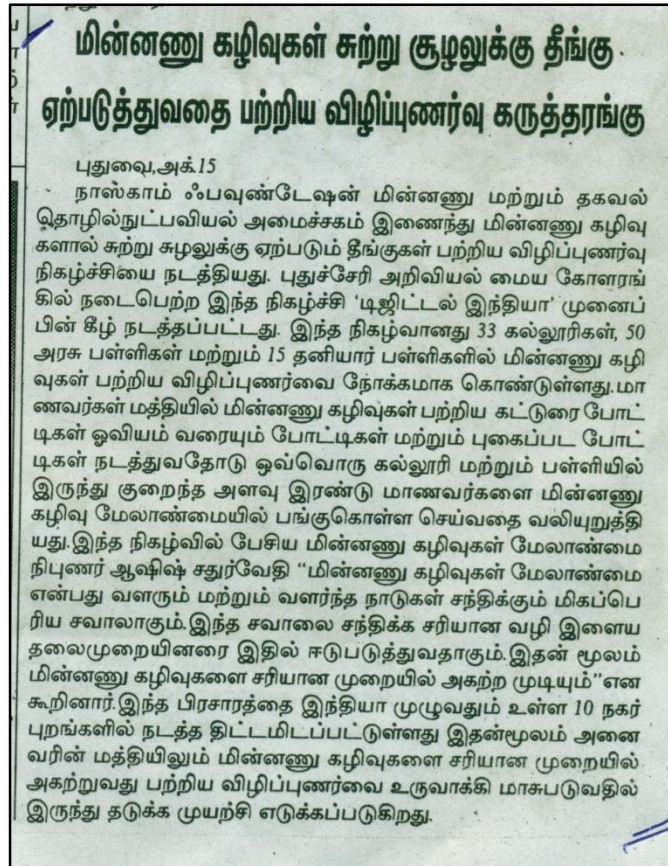 மின்னணு கழிவுகள் சுற்று சூழலுக்கு தீங்கு
ஏற்படுத்துவதை பற்றிய விழிப்புணர்வு கருத்தரங்கு
புதுவை,அக்.15
நாஸ்காம் ஃபவுண்டேஷன் மின்னணு மற்றும் தகவல்
தொழில்நுட்பவியல் அமைச்சகம் இணைந்து மின்னணு கழிவு
களால் சுற்று சுழலுக்கு ஏற்படும் தீங்குகள் பற்றிய விழிப்புணர்வு
நிகழ்ச்சியை நடத்தியது. புதுச்சேரி அறிவியல் மைய கோளரங்
கில் நடைபெற்ற இந்த நிகழ்ச்சி 'டிஜிட்டல் இந்தியா' முனைப்
பின் கீழ் நடத்தப்பட்டது. இந்த நிகழ்வானது 33 கல்லூரிகள், 50
அரசு பள்ளிகள் மற்றும் 15 தனியார் பள்ளிகளில் மின்னணு கழி
வுகள் பற்றிய விழிப்புணர்வை நோக்கமாக கொண்டுள்ளது.மா
ணவர்கள் மத்தியில் மின்னணு கழிவுகள் பற்றிய கட்டுரை போட்
டிகள் ஓவியம் வரையும் போட்டிகள் மற்றும் புகைப்பட போட்
டிகள் நடத்துவதோடு ஒவ்வொரு கல்லூரி மற்றும் பள்ளியில்
இருந்து குறைந்த அளவு இரண்டு மாணவர்களை மின்னணு
கழிவு மேலாண்மையில் பங்குகொள்ள செய்வதை வலியுறுத்தி
யது.இந்த நிகழ்வில் பேசிய மின்னணு கழிவுகள் மேலாண்மை
நிபுணர் ஆஷிஷ் சதுர்வேதி "மின்னணு கழிவுகள் மேலாண்மை
என்பது வளரும் மற்றும் வளர்ந்த நாடுகள் சந்திக்கும் மிகப்பெ
ரிய சவாலாகும்.இந்த சவாலை சந்திக்க சரியான வழி இளைய
தலைமுறையினரை இதில் ஈடுபடுத்துவதாகும்.இதன் மூலம்
மின்னணு கழிவுகளை சரியான முறையில் அகற்ற முடியும்"என
கூறினார்.இந்த பிரசாரத்தை இந்தியா முழுவதும் உள்ள 10 நகர்
புறங்களில் நடத்த திட்டமிடப்பட்டுள்ளது இதன்மூலம் அனை
வரின் மத்தியிலும் மின்னணு கழிவுகளை சரியான முறையில்
அகற்றுவது பற்றிய விழிப்புணர்வை உருவாக்கி மாசுபடுவதில்
இருந்து தடுக்க முயற்சி எடுக்கப்படுகிறது.